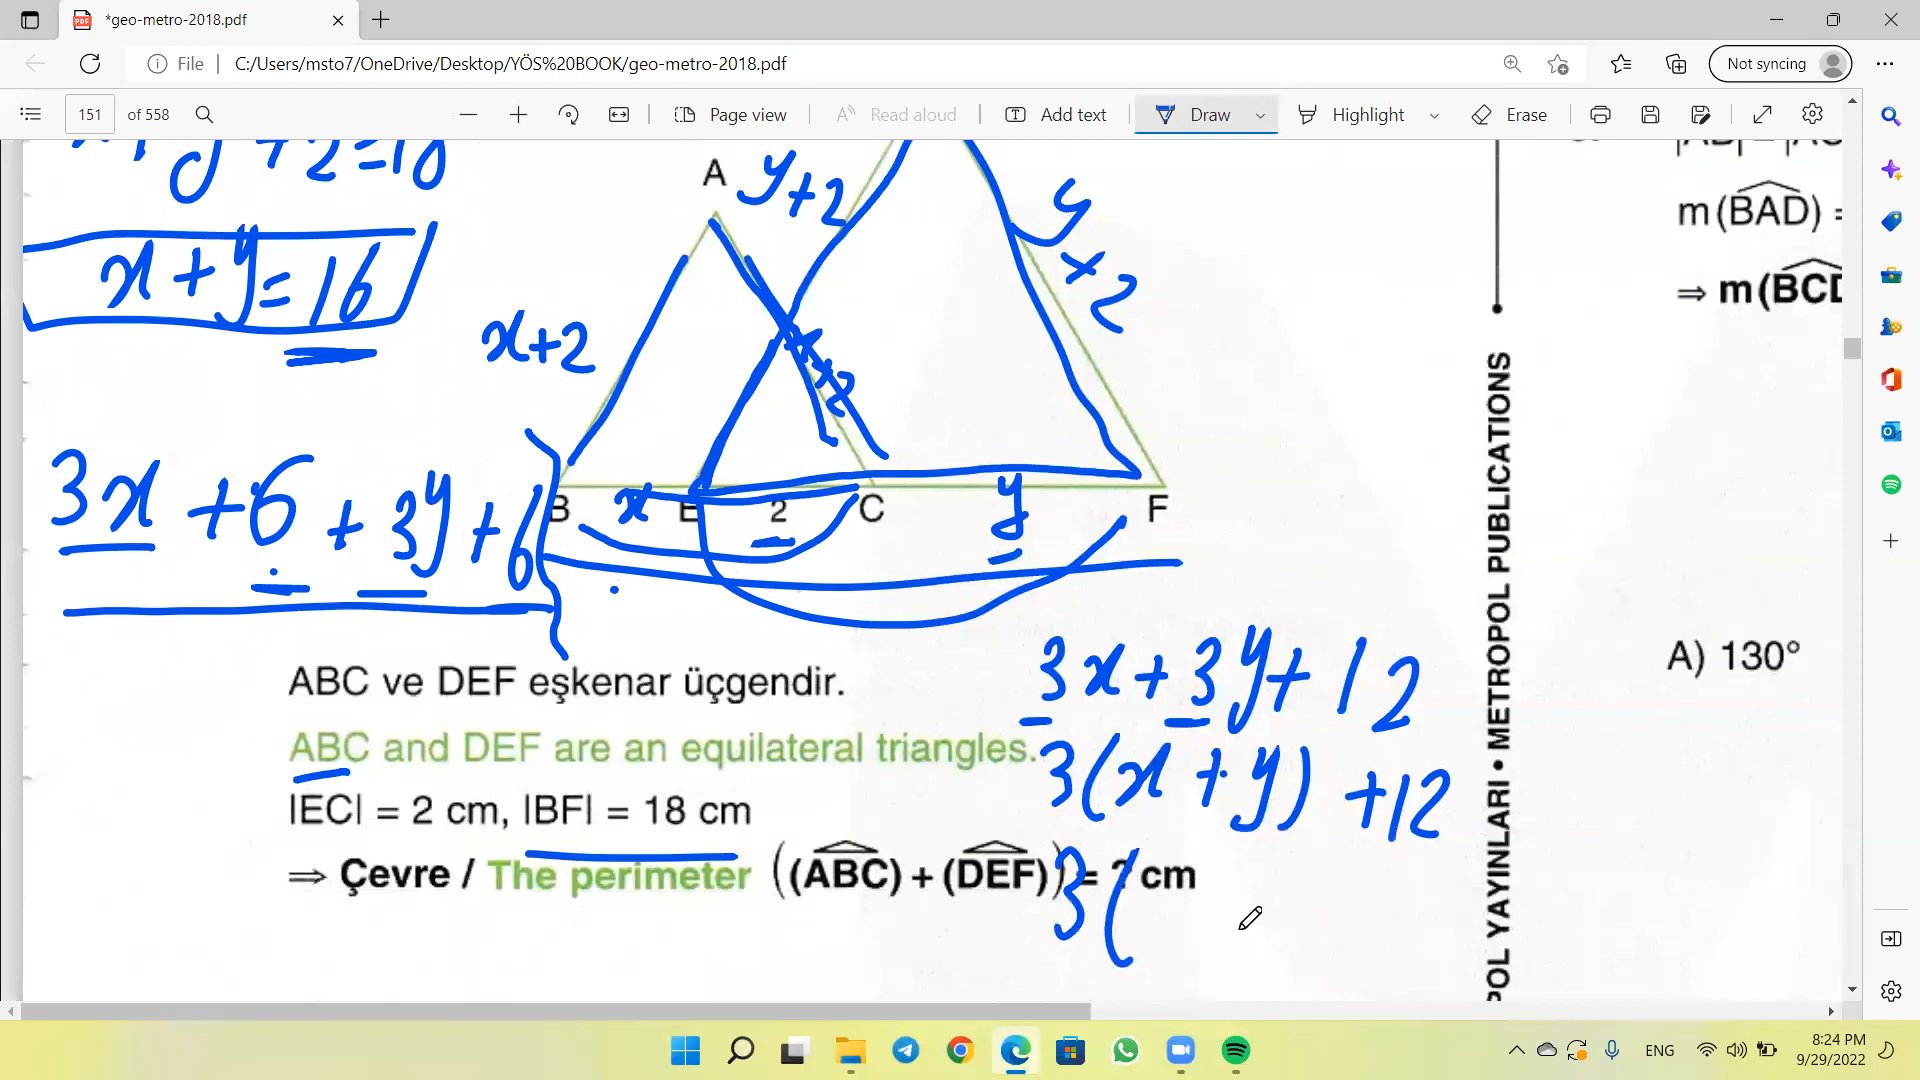 *geo-metro-2018.pdf
File
C:/Users/msto7/OneDrive/Desktop/YÖS%20BOOK/geo-metro-2018.pdf
Not syncing
151 of 558
Page view
Read aloud
Add text
Draw
Highlight
Erase
x + y = 16
A
y+2
y+2
x+2
x+2
B x E 2 C y F
3x + 6 + 3y + 6
ABC ve DEF eşkenar üçgendir.
ABC and DEF are an equilateral triangles.
|EC| = 2 cm, |BF| = 18 cm
⇒ Çevre / The perimeter ((ABC) + (DEF)) = ? cm
3x + 3y + 12
3(x + y) + 12
3(
POL YAYINLARI • METROPOL PUBLICATIONS
m(BAD) =
⇒ m(BCD
A) 130°
ENG
8:24 PM
9/29/2022